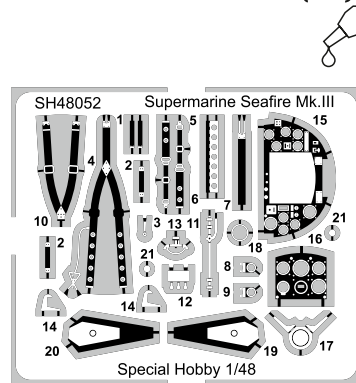 SH48052 Supermarine Seafire Mk.III
1 5 15
4 2
6 7
10 3 13 11 21
2 18 16
21 8
12 9
14 14
20 19 17
Special Hobby 1/48